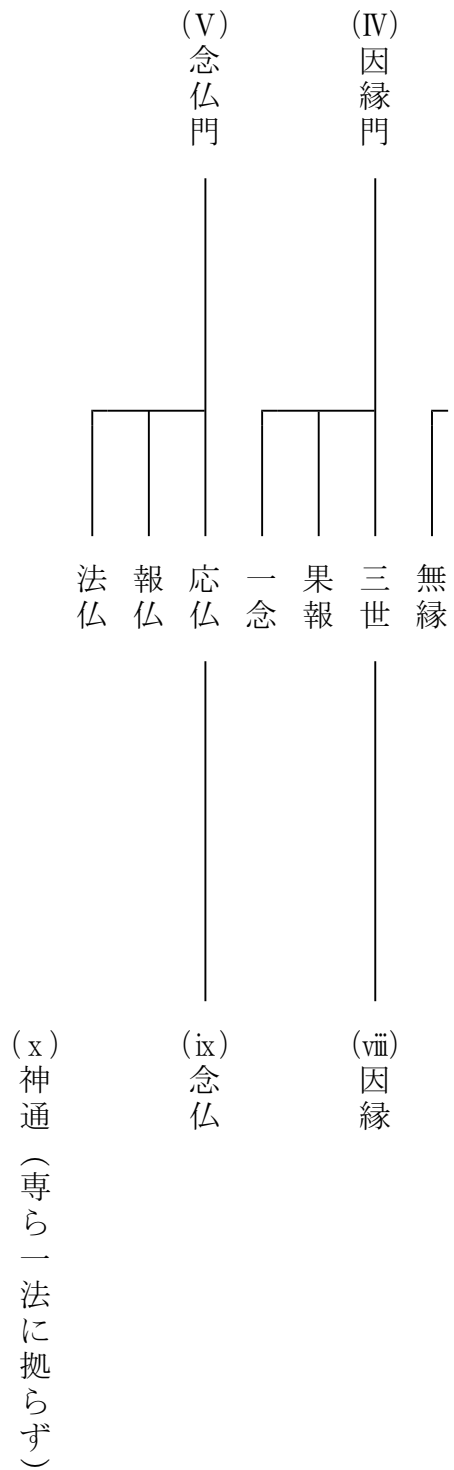 無縁
(Ⅳ)因縁門
三世
果報
一念
(ⅷ)因縁
(Ⅴ)念仏門
応仏
報仏
法仏
(ⅸ)念仏
(ⅹ)神通（専ら一法に拠らず）